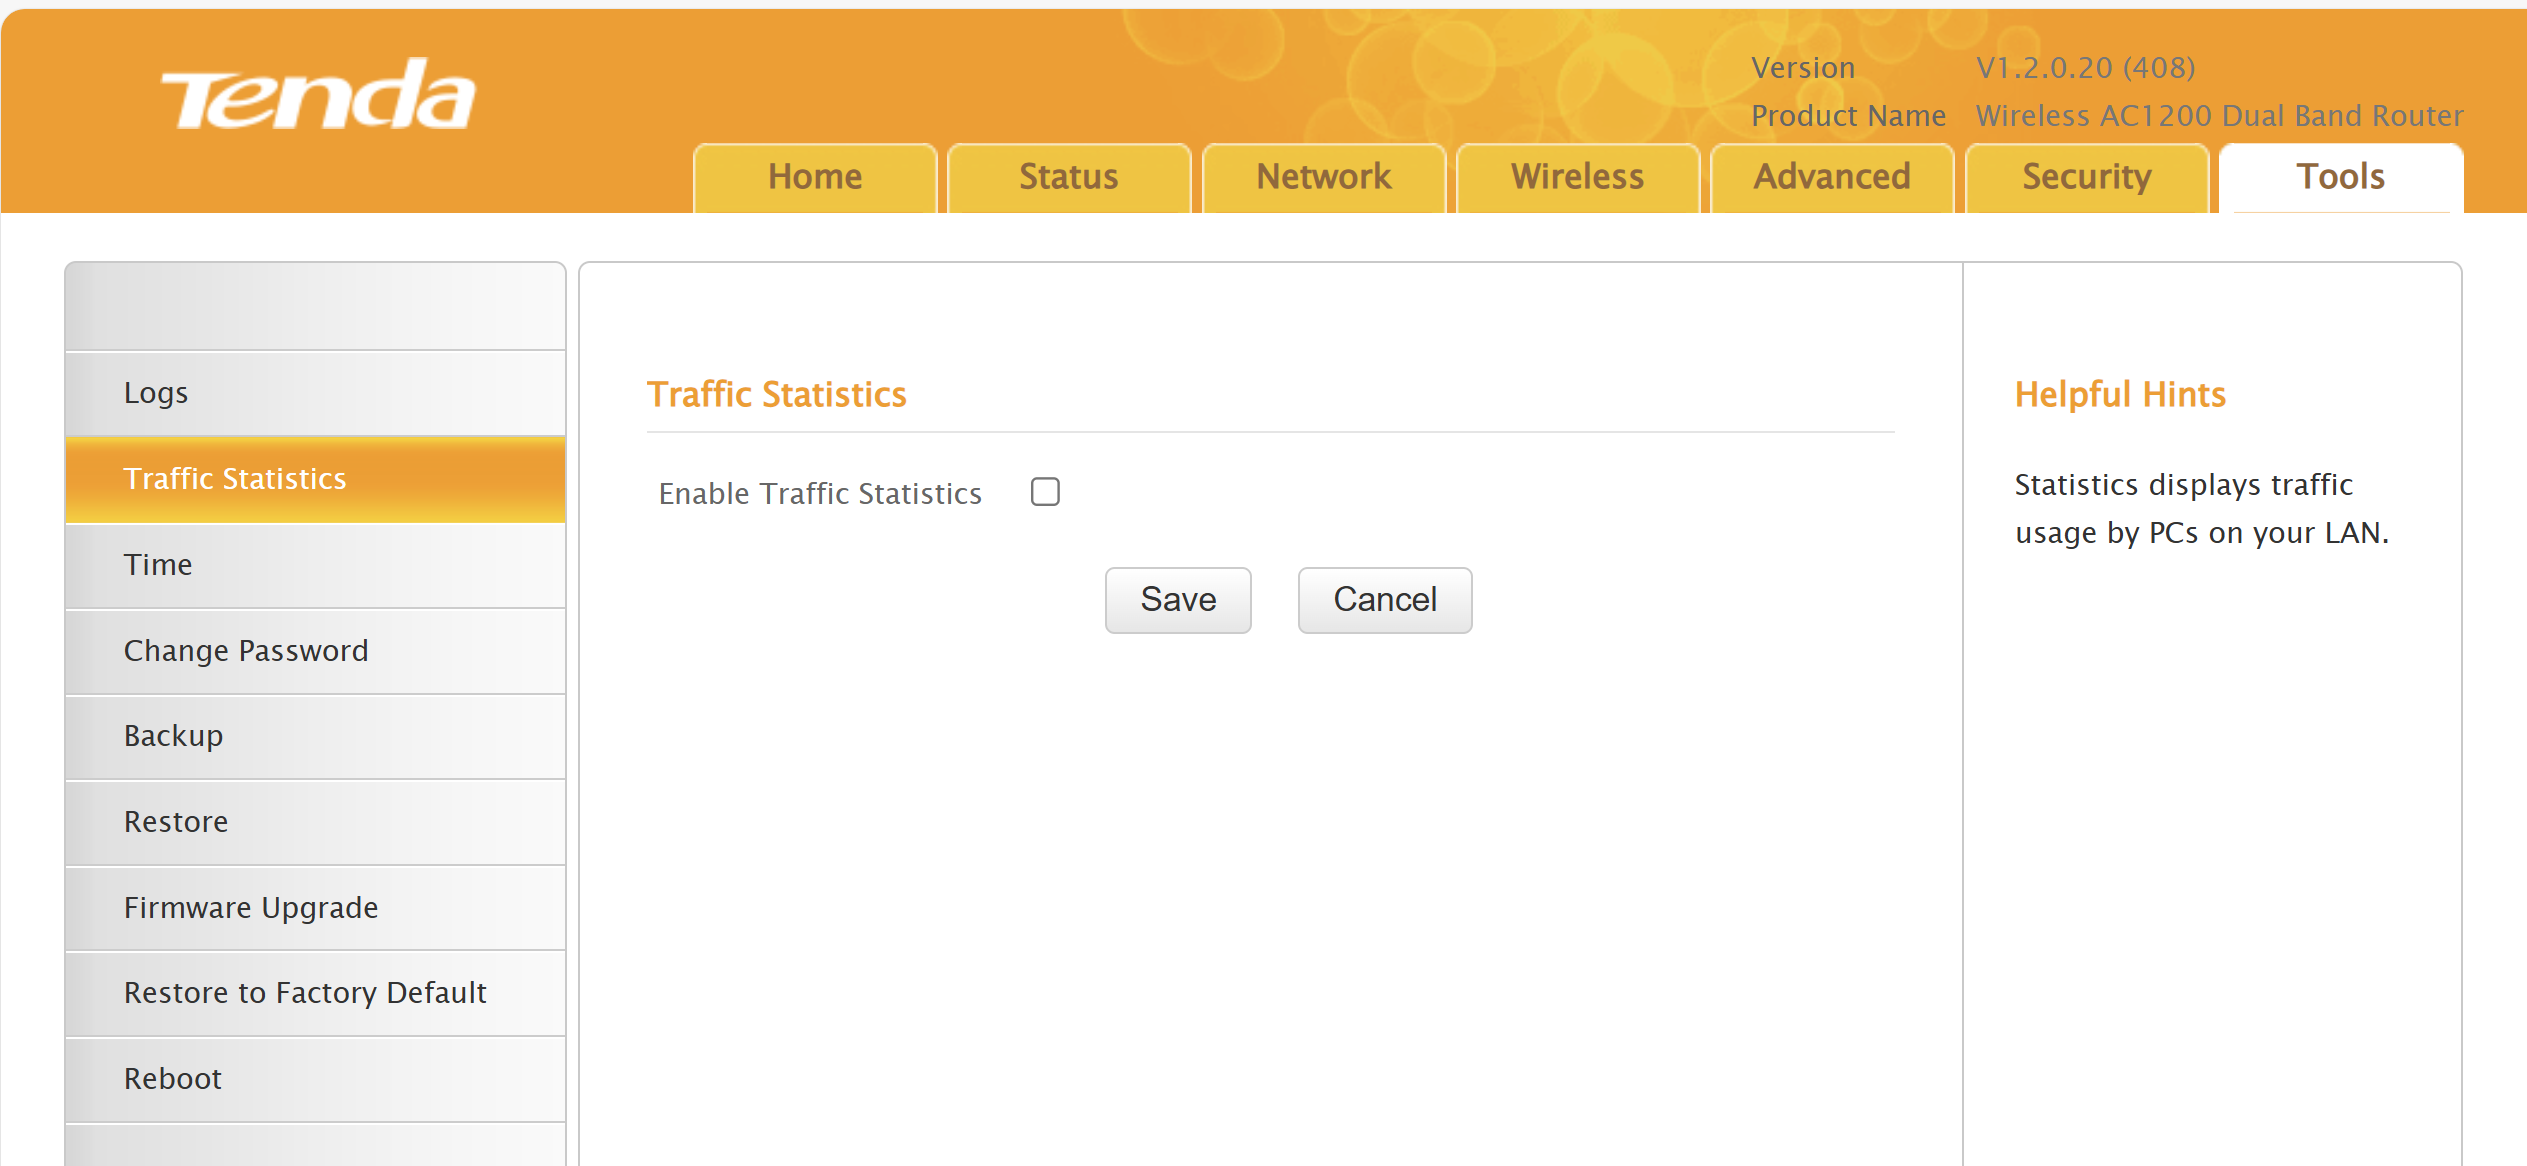 Tenda
Version V1.2.0.20 (408)
Product Name Wireless AC1200 Dual Band Router
Home Status Network Wireless Advanced Security Tools
Logs
Traffic Statistics
Time
Change Password
Backup
Restore
Firmware Upgrade
Restore to Factory Default
Reboot
Traffic Statistics
Enable Traffic Statistics
Save Cancel
Helpful Hints
Statistics displays traffic
usage by PCs on your LAN.